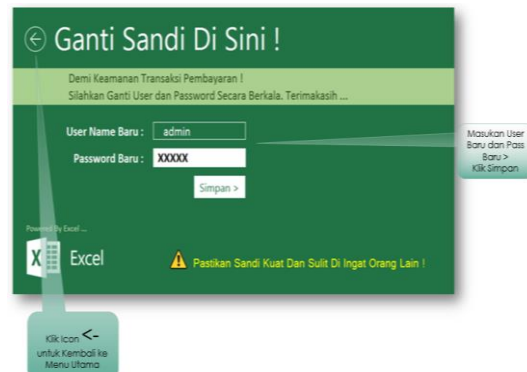 Ganti Sandi Di Sini !
Demi Keamanan Transaksi Pembayaran !
Silahkan Ganti User dan Password Secara Berkala. Terimakasih ...
User Name Baru : admin
Password Baru : XXXXX
Simpan >
Masukan User
Baru dan Pass
Baru >
Klik Simpan
Powered By Excel ...
X Excel
Pastikan Sandi Kuat Dan Sulit Di Ingat Orang Lain !
Klik Icon <-
untuk Kembali ke
Menu Utama